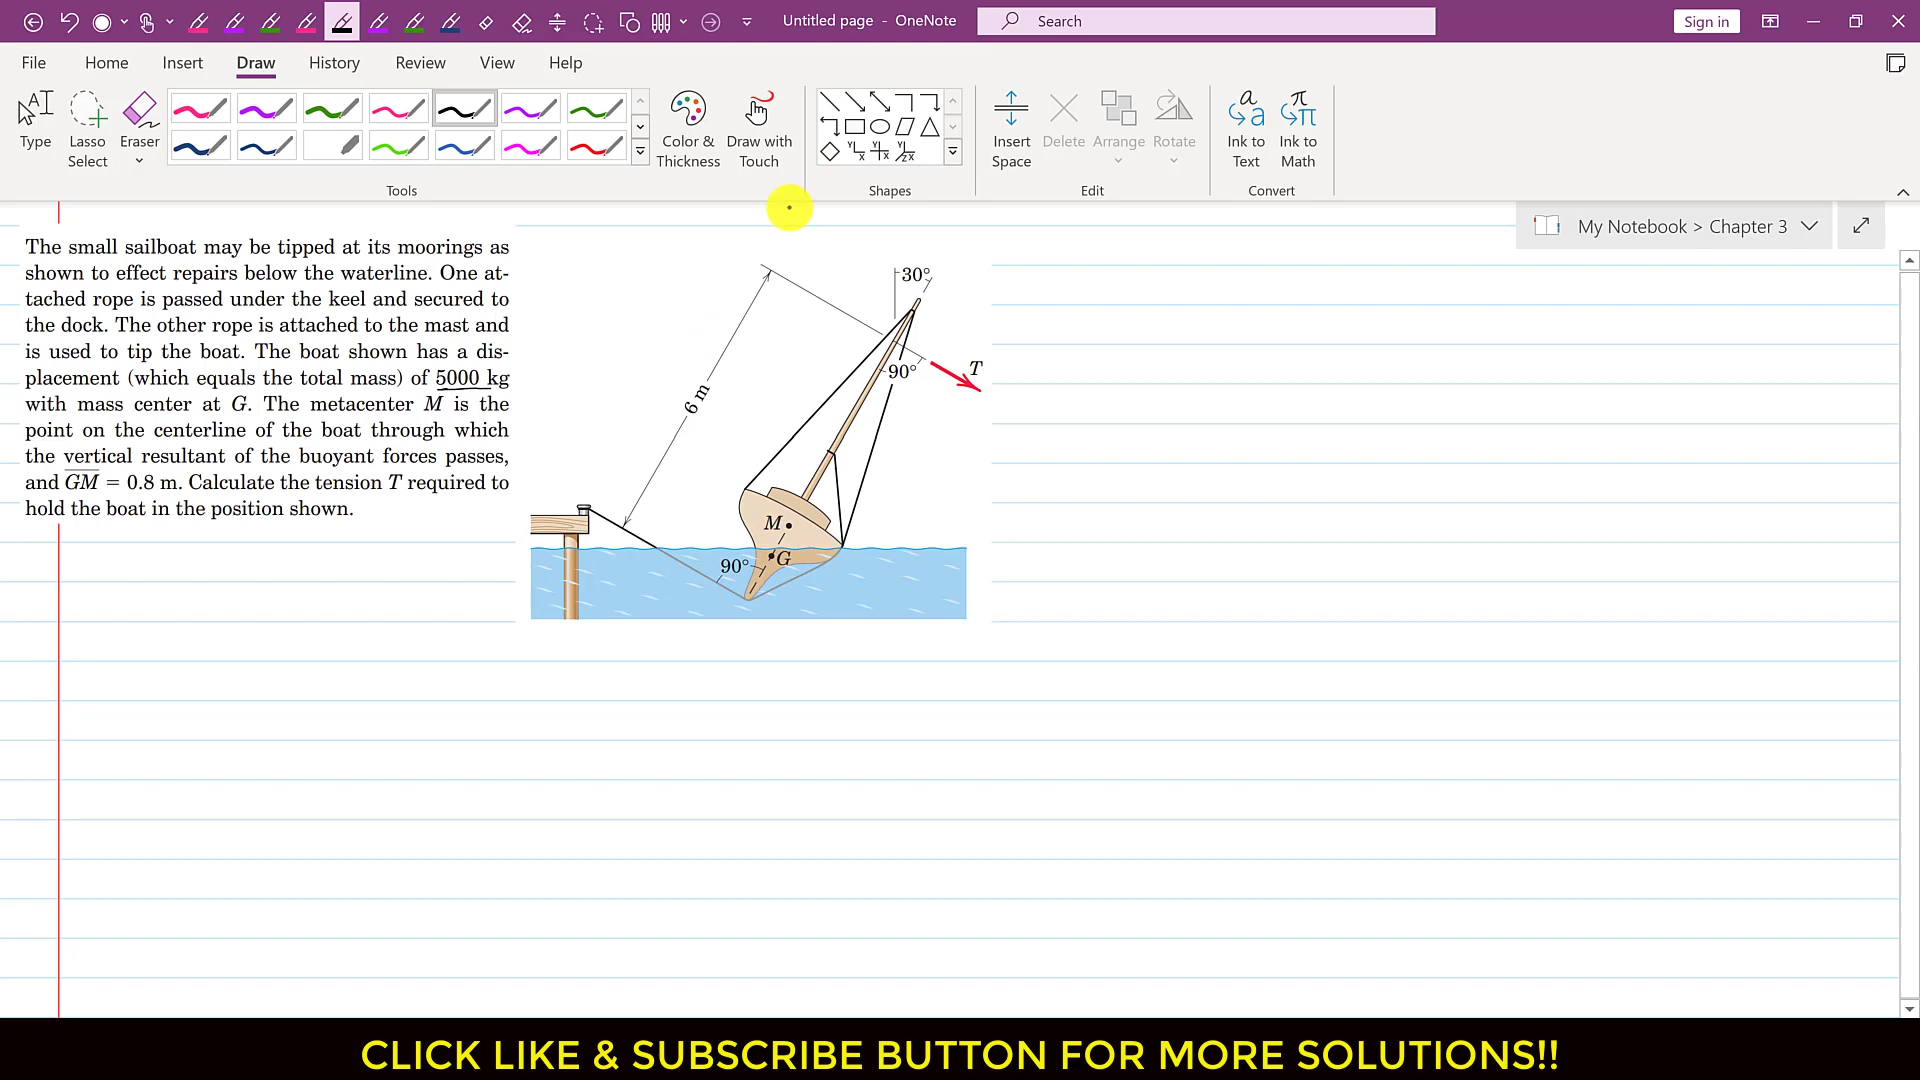 Untitled page - OneNote
Search
Sign in
File Home Insert Draw History Review View Help
Type
Lasso Select
Eraser
Color & Thickness
Draw with Touch
Insert Space
Delete
Arrange
Rotate
Ink to Text
Ink to Math
Tools
Shapes
Edit
Convert
My Notebook > Chapter 3
The small sailboat may be tipped at its moorings as
shown to effect repairs below the waterline. One at-
tached rope is passed under the keel and secured to
the dock. The other rope is attached to the mast and
is used to tip the boat. The boat shown has a dis-
placement (which equals the total mass) of 5000 kg
with mass center at G. The metacenter M is the
point on the centerline of the boat through which
the vertical resultant of the buoyant forces passes,
and G̅M̅ = 0.8 m. Calculate the tension T required to
hold the boat in the position shown.
30°
90°
T
6 m
M
G
90°
CLICK LIKE & SUBSCRIBE BUTTON FOR MORE SOLUTIONS!!